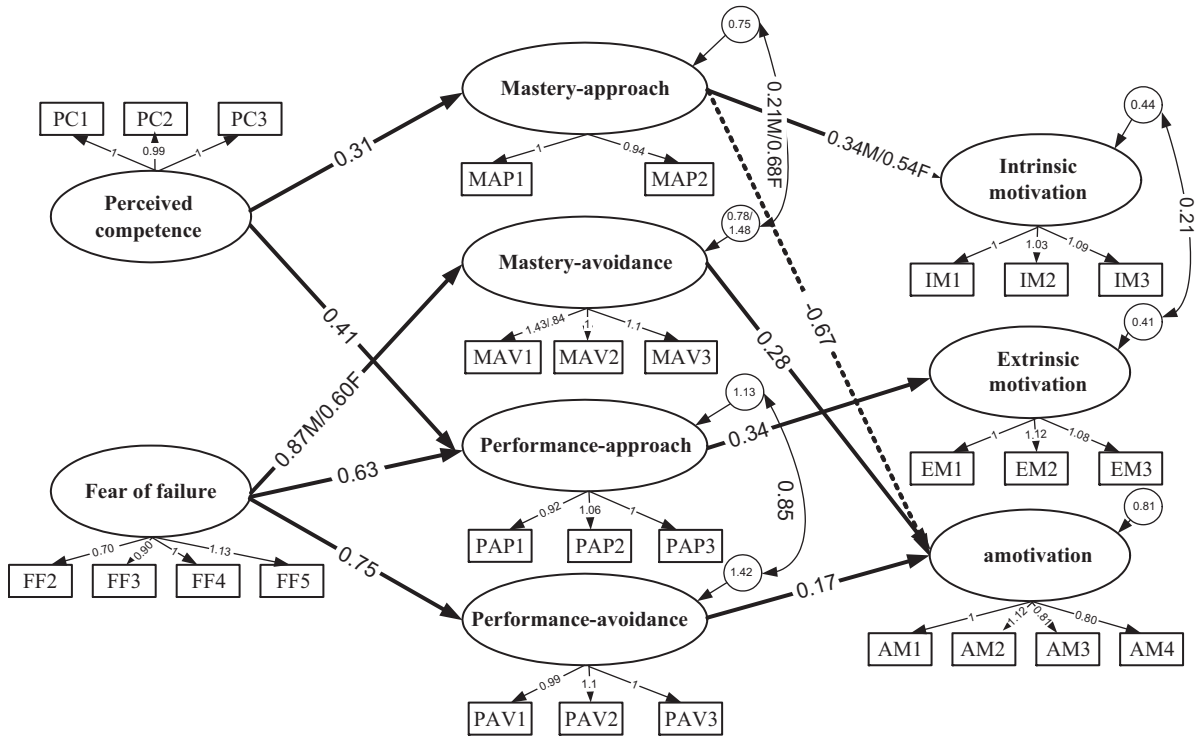 0.75
Mastery-approach
0.44
PC1
PC2
PC3
0.21M/0.68F
0.34M/0.54F
1
0.99
1
0.31
1
0.94
Intrinsic
motivation
MAP1
MAP2
Perceived
competence
0.78/
1.48
0.21
Mastery-avoidance
1
1.03
1.09
IM1
IM2
IM3
0.41
-0.67
0.41
1.43/.84
1.
1.1
0.28
MAV1
MAV2
MAV3
Extrinsic
motivation
0.87M/0.60F
1.13
Performance-approach
0.34
1
1.12
1.08
0.63
EM1
EM2
EM3
Fear of failure
0.85
0.92
1.06
1
0.81
PAP1
PAP2
PAP3
amotivation
0.70
0.90
1
1.13
0.75
1.42
FF2
FF3
FF4
FF5
0.17
Performance-avoidance
1
1.12
0.81
0.80
AM1
AM2
AM3
AM4
0.99
1.1
1
PAV1
PAV2
PAV3